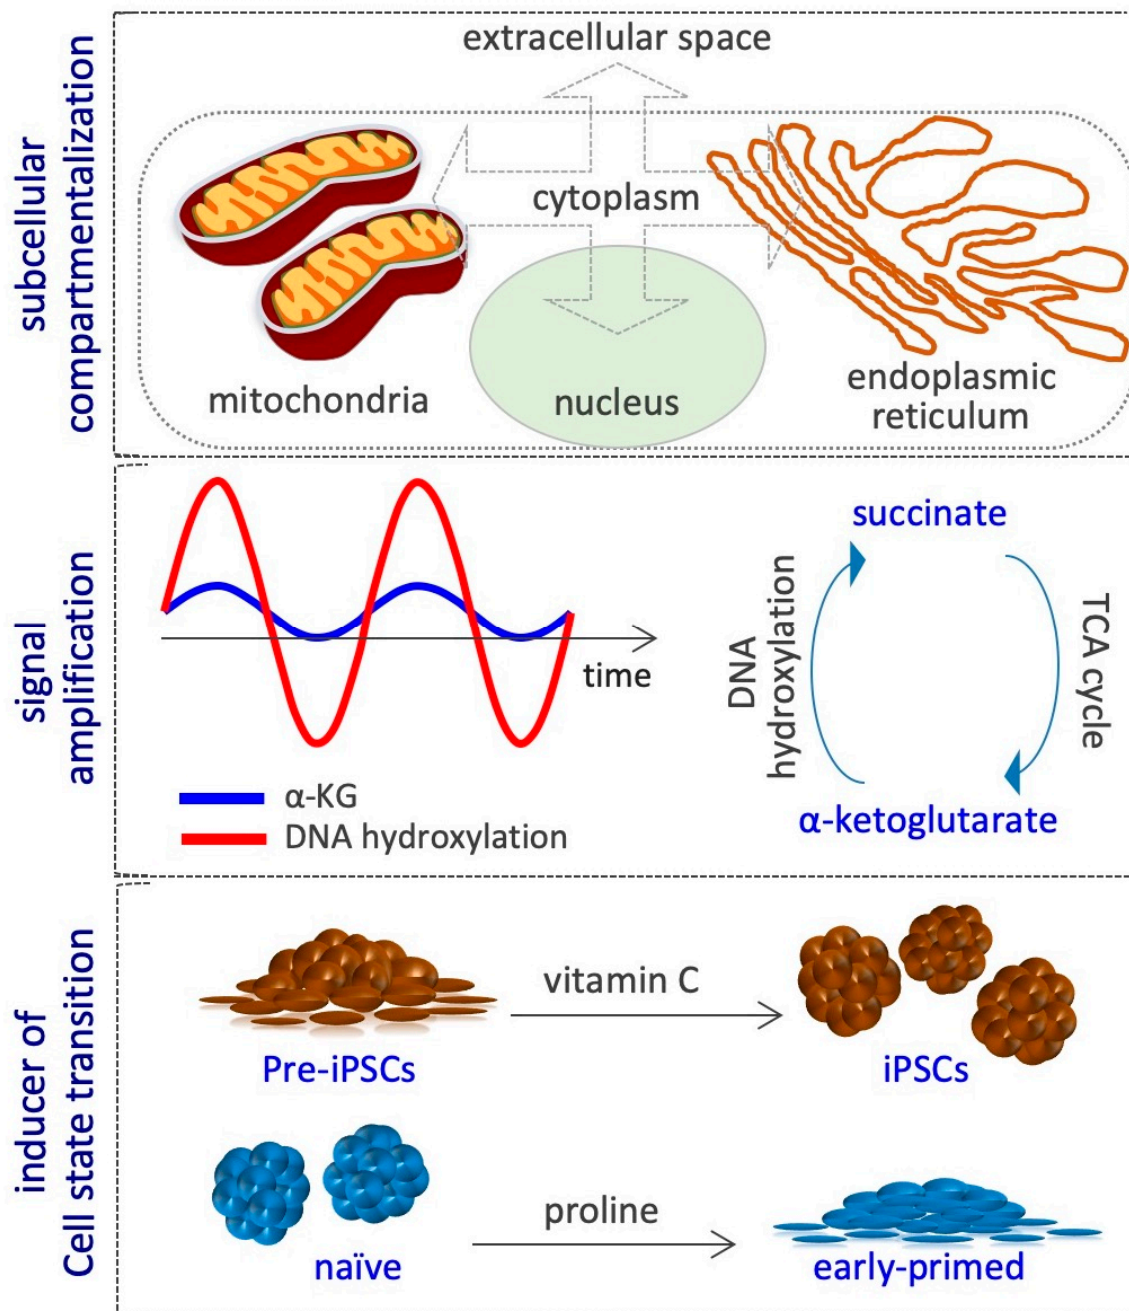 subcellular
compartmentalization
extracellular space
cytoplasm
mitochondria
nucleus
endoplasmic
reticulum
signal
amplification
time
α-KG
DNA hydroxylation
succinate
DNA
hydroxylation
TCA cycle
α-ketoglutarate
inducer of
Cell state transition
Pre-iPSCs
vitamin C
iPSCs
naïve
proline
early-primed